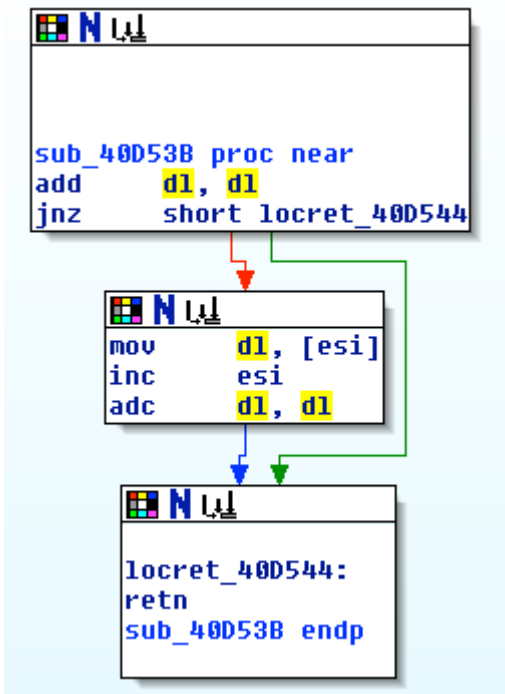 N
sub_40D53B proc near
add dl, dl
jnz short locret_40D544
N
mov dl, [esi]
inc esi
adc dl, dl
N
locret_40D544:
retn
sub_40D53B endp